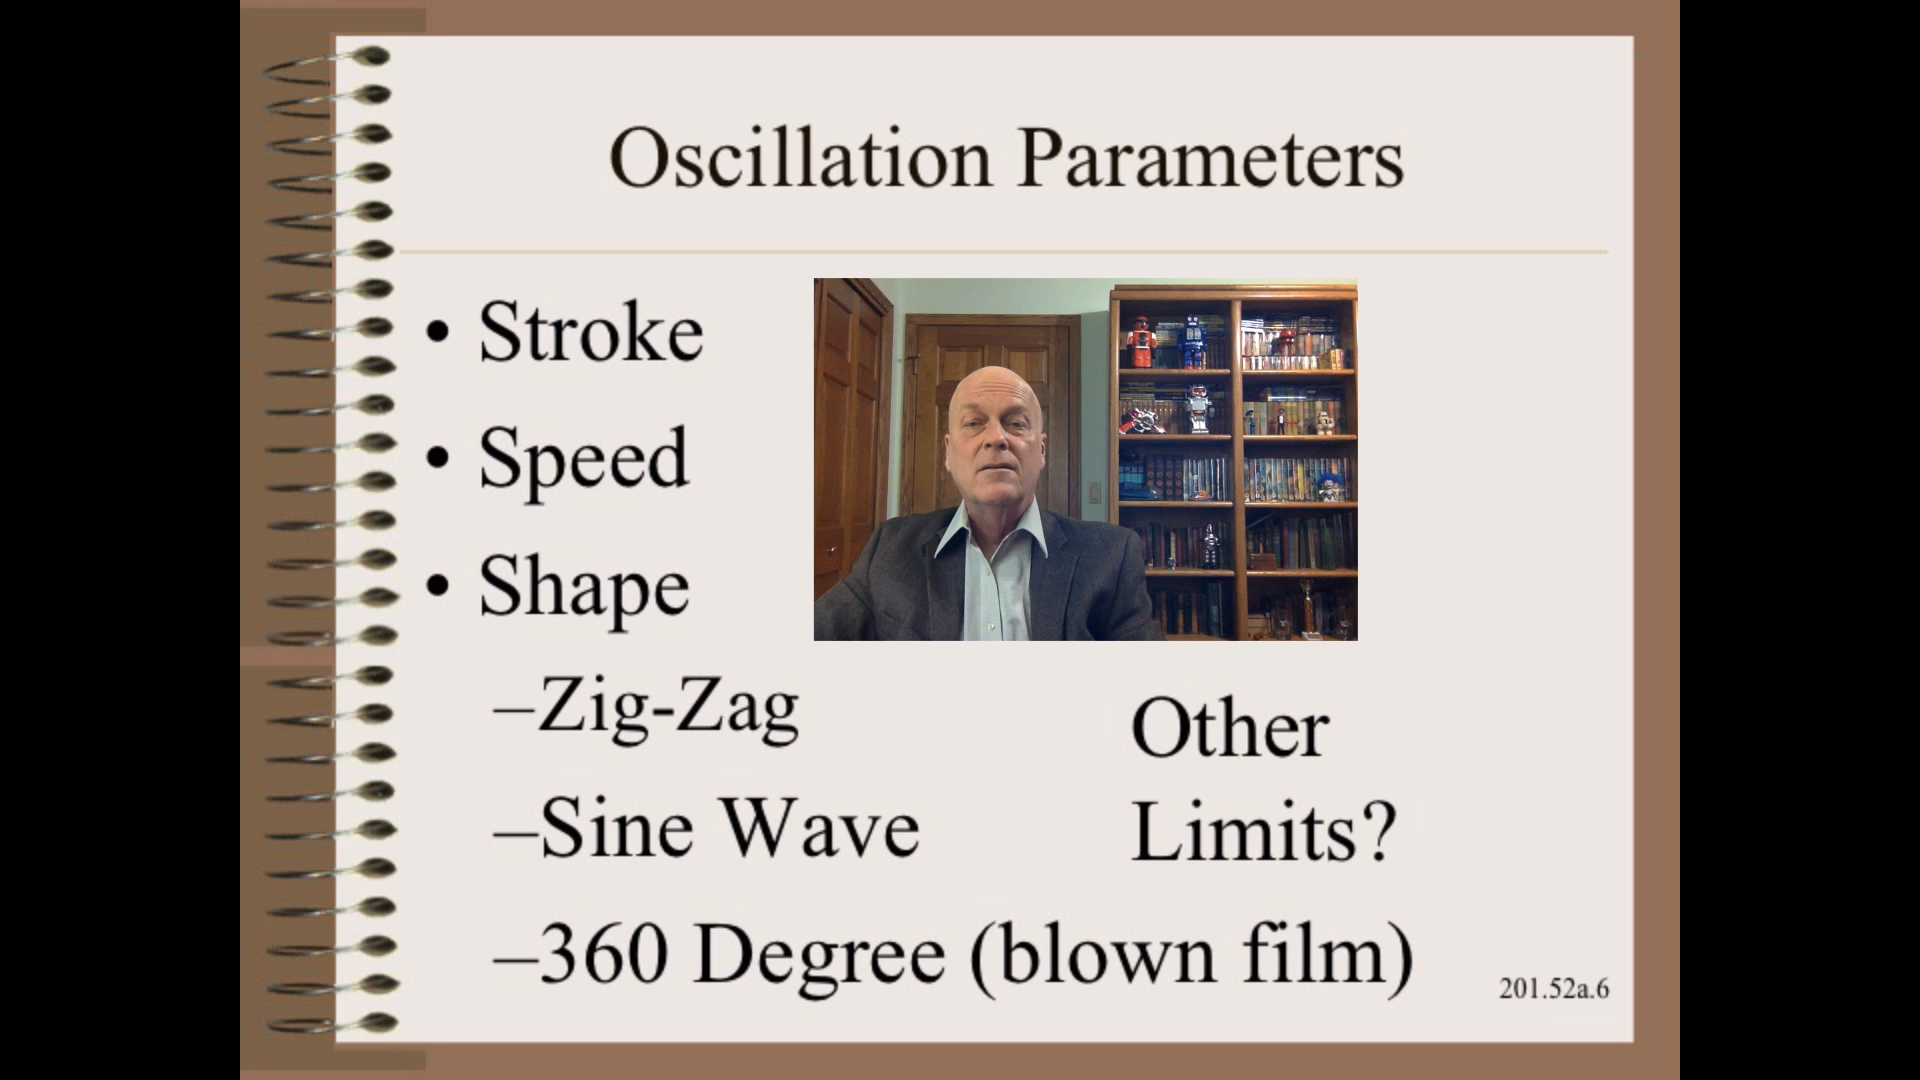 Oscillation Parameters
• Stroke
• Speed
• Shape
–Zig-Zag
–Sine Wave
–360 Degree (blown film)
Other
Limits?
201.52a.6